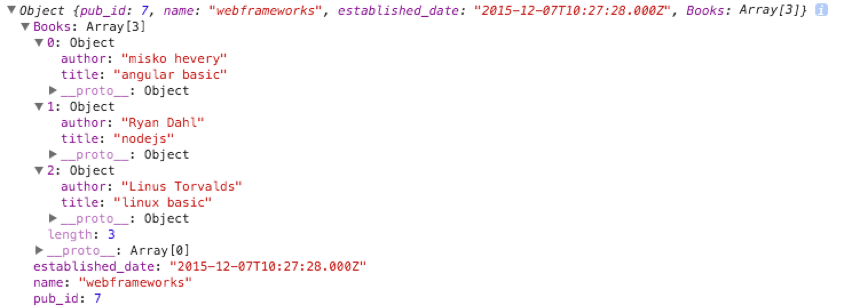 ▼Object {pub_id: 7, name: "webframeworks", established_date: "2015-12-07T10:27:28.000Z", Books: Array[3]} i
▼Books: Array[3]
▼0: Object
author: "misko hevery"
title: "angular basic"
▶__proto__: Object
▼1: Object
author: "Ryan Dahl"
title: "nodejs"
▶__proto__: Object
▼2: Object
author: "Linus Torvalds"
title: "linux basic"
▶__proto__: Object
length: 3
▶__proto__: Array[0]
established_date: "2015-12-07T10:27:28.000Z"
name: "webframeworks"
pub_id: 7